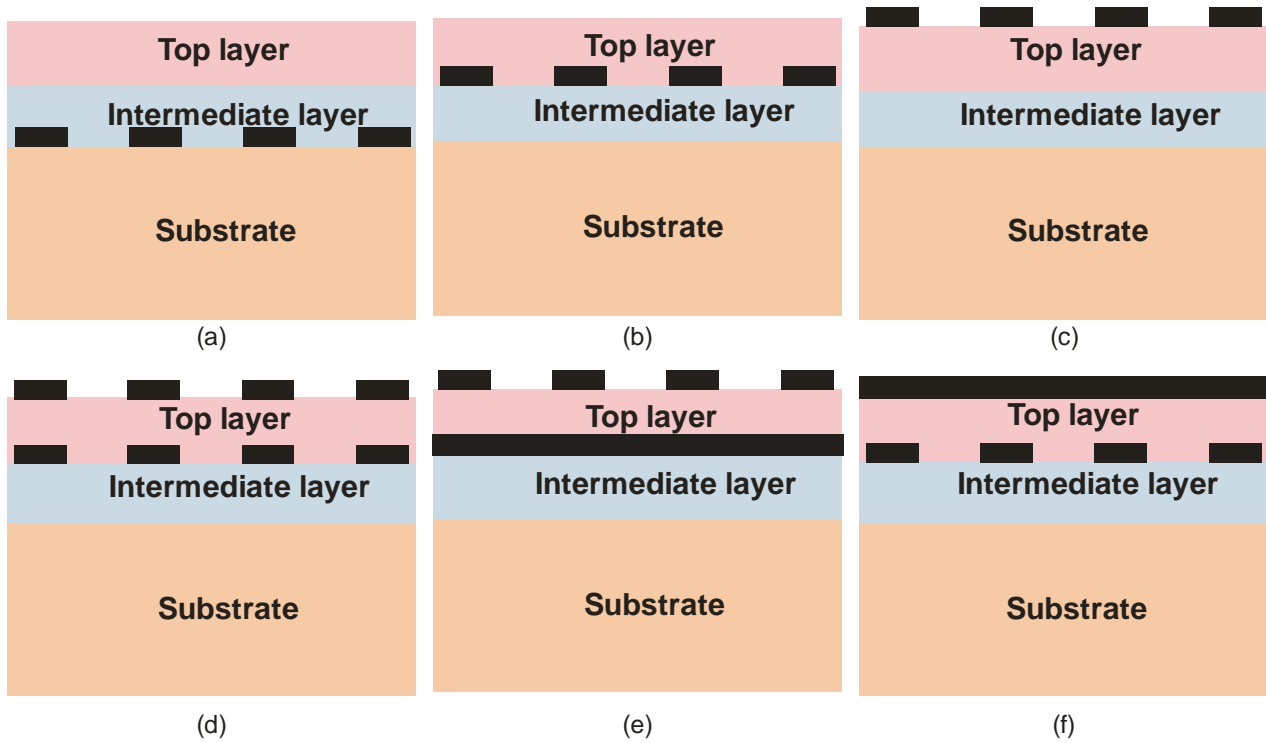 Top layer
Intermediate layer
Substrate
(a)
Top layer
Intermediate layer
Substrate
(b)
Top layer
Intermediate layer
Substrate
(c)
Top layer
Intermediate layer
Substrate
(d)
Top layer
Intermediate layer
Substrate
(e)
Top layer
Intermediate layer
Substrate
(f)